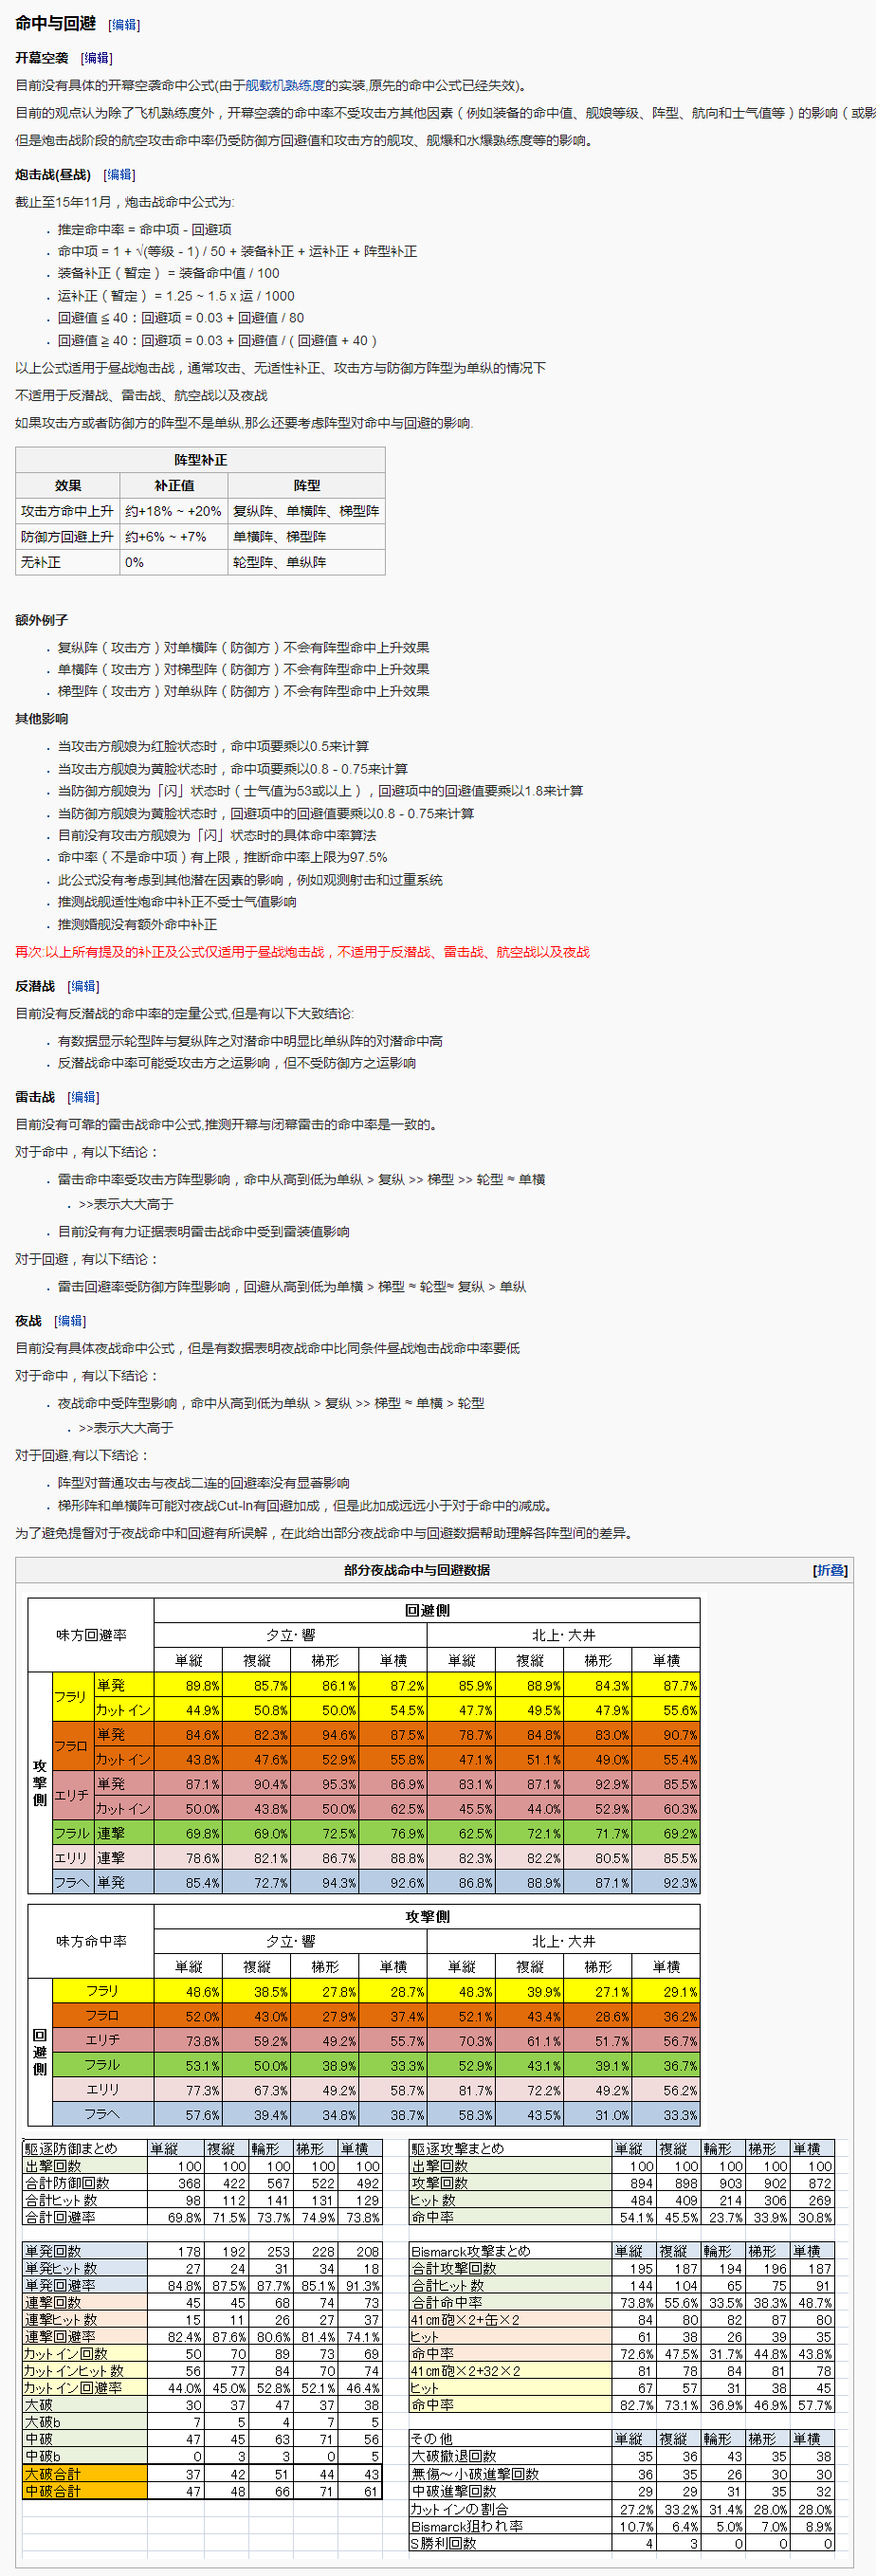 命中与回避 [编辑]
开幕空袭 [编辑]
目前没有具体的开幕空袭命中公式(由于舰载机熟练度的实装,原先的命中公式已经失效)。
目前的观点认为除了飞机熟练度外，开幕空袭的命中率不受攻击方其他因素（例如装备的命中值、舰娘等级、阵型、航向和士气值等）的影响（或影
但是炮击战阶段的航空攻击命中率仍受防御方回避值和攻击方的舰攻、舰爆和水爆熟练度等的影响。
炮击战(昼战) [编辑]
截止至15年11月，炮击战命中公式为:
推定命中率 = 命中项 - 回避项
命中项 = 1 + √(等级 - 1) / 50 + 装备补正 + 运补正 + 阵型补正
装备补正（暂定） = 装备命中值 / 100
运补正（暂定） = 1.25 ~ 1.5 x 运 / 1000
回避值 ≦ 40：回避项 = 0.03 + 回避值 / 80
回避值 ≧ 40：回避项 = 0.03 + 回避值 /（回避值 + 40）
以上公式适用于昼战炮击战，通常攻击、无适性补正、攻击方与防御方阵型为单纵的情况下
不适用于反潜战、雷击战、航空战以及夜战
如果攻击方或者防御方的阵型不是单纵,那么还要考虑阵型对命中与回避的影响.
阵型补正
效果 补正值 阵型
攻击方命中上升 约+18% ~ +20% 复纵阵、单横阵、梯型阵
防御方回避上升 约+6% ~ +7% 单横阵、梯型阵
无补正 0% 轮型阵、单纵阵
额外例子
复纵阵（攻击方）对单横阵（防御方）不会有阵型命中上升效果
单横阵（攻击方）对梯型阵（防御方）不会有阵型命中上升效果
梯型阵（攻击方）对单纵阵（防御方）不会有阵型命中上升效果
其他影响
当攻击方舰娘为红脸状态时，命中项要乘以0.5来计算
当攻击方舰娘为黄脸状态时，命中项要乘以0.8 - 0.75来计算
当防御方舰娘为「闪」状态时（士气值为53或以上），回避项中的回避值要乘以1.8来计算
当防御方舰娘为黄脸状态时，回避项中的回避值要乘以0.8 - 0.75来计算
目前没有攻击方舰娘为「闪」状态时的具体命中率算法
命中率（不是命中项）有上限，推断命中率上限为97.5%
此公式没有考虑到其他潜在因素的影响，例如观测射击和过重系统
推测战舰适性炮命中补正不受士气值影响
推测婚舰没有额外命中补正
再次:以上所有提及的补正及公式仅适用于昼战炮击战，不适用于反潜战、雷击战、航空战以及夜战
反潜战 [编辑]
目前没有反潜战的命中率的定量公式,但是有以下大致结论:
有数据显示轮型阵与复纵阵之对潜命中明显比单纵阵的对潜命中高
反潜战命中率可能受攻击方之运影响，但不受防御方之运影响
雷击战 [编辑]
目前没有可靠的雷击战命中公式,推测开幕与闭幕雷击的命中率是一致的。
对于命中，有以下结论：
雷击命中率受攻击方阵型影响，命中从高到低为单纵 > 复纵 >> 梯型 >> 轮型 ≈ 单横
>>表示大大高于
目前没有有力证据表明雷击战命中受到雷装值影响
对于回避，有以下结论：
雷击回避率受防御方阵型影响，回避从高到低为单横 > 梯型 ≈ 轮型≈ 复纵 > 单纵
夜战 [编辑]
目前没有具体夜战命中公式，但是有数据表明夜战命中比同条件昼战炮击战命中率要低
对于命中，有以下结论：
夜战命中受阵型影响，命中从高到低为单纵 > 复纵 >> 梯型 ≈ 单横 > 轮型
>>表示大大高于
对于回避,有以下结论：
阵型对普通攻击与夜战二连的回避率没有显著影响
梯形阵和单横阵可能对夜战Cut-In有回避加成，但是此加成远远小于对于命中的减成。
为了避免提督对于夜战命中和回避有所误解，在此给出部分夜战命中与回避数据帮助理解各阵型间的差异。
部分夜战命中与回避数据 [折叠]
味方回避率 回避側
夕立・響 北上・大井
単縦 複縦 梯形 単横 単縦 複縦 梯形 単横
攻撃側
フラリ 単発 89.8% 85.7% 86.1% 87.2% 85.9% 88.9% 84.3% 87.7%
カットイン 44.9% 50.8% 50.0% 54.5% 47.7% 49.5% 47.9% 55.6%
フラロ 単発 84.6% 82.3% 94.6% 87.5% 78.7% 84.8% 83.0% 90.7%
カットイン 43.8% 47.6% 52.9% 55.8% 47.1% 51.1% 49.0% 55.4%
エリチ 単発 87.1% 90.4% 95.3% 86.9% 83.1% 87.1% 92.9% 85.5%
カットイン 50.0% 43.8% 50.0% 62.5% 45.5% 44.0% 52.9% 60.3%
フラル 連撃 69.8% 69.0% 72.5% 76.9% 62.5% 72.1% 71.7% 69.2%
エリリ 連撃 78.6% 82.1% 86.7% 88.8% 82.3% 82.2% 80.5% 85.5%
フラヘ 単発 85.4% 72.7% 94.3% 92.6% 86.8% 88.9% 87.1% 92.3%
味方命中率 攻撃側
夕立・響 北上・大井
単縦 複縦 梯形 単横 単縦 複縦 梯形 単横
回避側
フラリ 48.6% 38.5% 27.8% 28.7% 48.3% 39.9% 27.1% 29.1%
フラロ 52.0% 43.0% 27.9% 37.4% 52.1% 43.4% 28.6% 36.2%
エリチ 73.8% 59.2% 49.2% 55.7% 70.3% 61.1% 51.7% 56.7%
フラル 53.1% 50.0% 38.9% 33.3% 52.9% 43.1% 39.1% 36.7%
エリリ 77.3% 67.3% 49.2% 58.7% 81.7% 72.2% 49.2% 56.2%
フラヘ 57.6% 39.4% 34.8% 38.7% 58.3% 43.5% 31.0% 33.3%
駆逐防御まとめ 単縦 複縦 輪形 梯形 単横
出撃回数 100 100 100 100 100
合計防御回数 368 422 567 522 492
合計ヒット数 98 112 141 131 129
合計回避率 69.8% 71.5% 73.7% 74.9% 73.8%
単発回数 178 192 253 228 208
単発ヒット数 27 24 31 34 18
単発回避率 84.8% 87.5% 87.7% 85.1% 91.3%
連撃回数 45 45 68 74 73
連撃ヒット数 15 11 26 27 37
連撃回避率 82.4% 87.6% 80.6% 81.4% 74.1%
カットイン回数 50 70 89 73 69
カットインヒット数 56 77 84 70 74
カットイン回避率 44.0% 45.0% 52.8% 52.1% 46.4%
大破 30 37 47 37 38
大破b 7 5 4 7 5
中破 47 45 63 71 56
中破b 0 3 3 0 5
大破合計 37 42 51 44 43
中破合計 47 48 66 71 61
駆逐攻撃まとめ 単縦 複縦 輪形 梯形 単横
出撃回数 100 100 100 100 100
攻撃回数 894 898 903 902 872
ヒット数 484 409 214 306 269
命中率 54.1% 45.5% 23.7% 33.9% 30.8%
Bismarck攻撃まとめ 単縦 複縦 輪形 梯形 単横
合計攻撃回数 195 187 194 196 187
合計ヒット数 144 104 65 75 91
合計命中率 73.8% 55.6% 33.5% 38.3% 48.7%
41㎝砲×2+缶×2 84 80 82 87 80
ヒット 61 38 26 39 35
命中率 72.6% 47.5% 31.7% 44.8% 43.8%
41㎝砲×2+32×2 81 78 84 81 78
ヒット 67 57 31 38 45
命中率 82.7% 73.1% 36.9% 46.9% 57.7%
その他 単縦 複縦 輪形 梯形 単横
大破撤退回数 35 36 43 35 38
無傷～小破進撃回数 36 35 26 30 30
中破進撃回数 29 29 31 35 32
カットインの割合 27.2% 33.2% 31.4% 28.0% 28.0%
Bismarck狙われ率 10.7% 6.4% 5.0% 7.0% 8.9%
S勝利回数 4 3 0 0 0